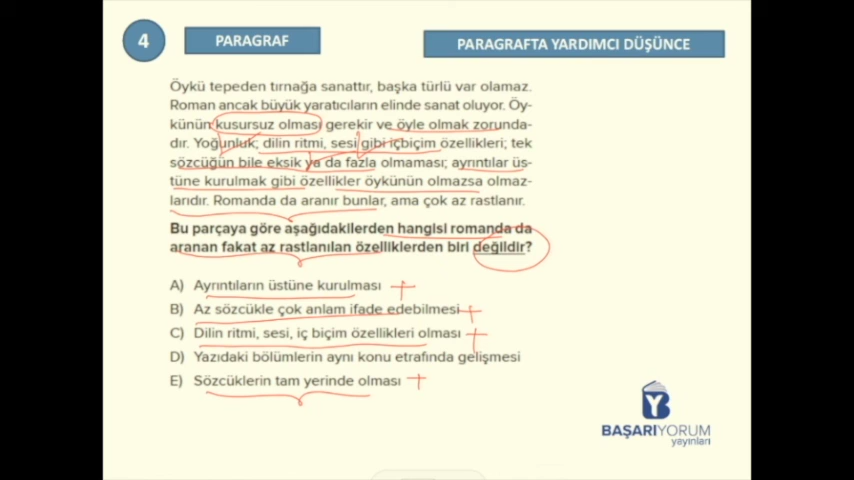 4
PARAGRAF
PARAGRAFTA YARDIMCI DÜŞÜNCE
Öykü tepeden tırnağa sanattır, başka türlü var olamaz.
Roman ancak büyük yaratıcıların elinde sanat oluyor. Öy-
künün kusursuz olması gerekir ve öyle olmak zorunda-
dır. Yoğunluk; dilin ritmi, sesi gibi içbiçim özellikleri; tek
sözcüğün bile eksik ya da fazla olmaması; ayrıntılar üs-
tüne kurulmak gibi özellikler öykünün olmazsa olmaz-
larıdır. Romanda da aranır bunlar, ama çok az rastlanır.
Bu parçaya göre aşağıdakilerden hangisi romanda da
aranan fakat az rastlanılan özelliklerden biri değildir?
A) Ayrıntıların üstüne kurulması
B) Az sözcükle çok anlam ifade edebilmesi
C) Dilin ritmi, sesi, iç biçim özellikleri olması
D) Yazıdaki bölümlerin aynı konu etrafında gelişmesi
E) Sözcüklerin tam yerinde olması
BAŞARIYORUM
yayınları